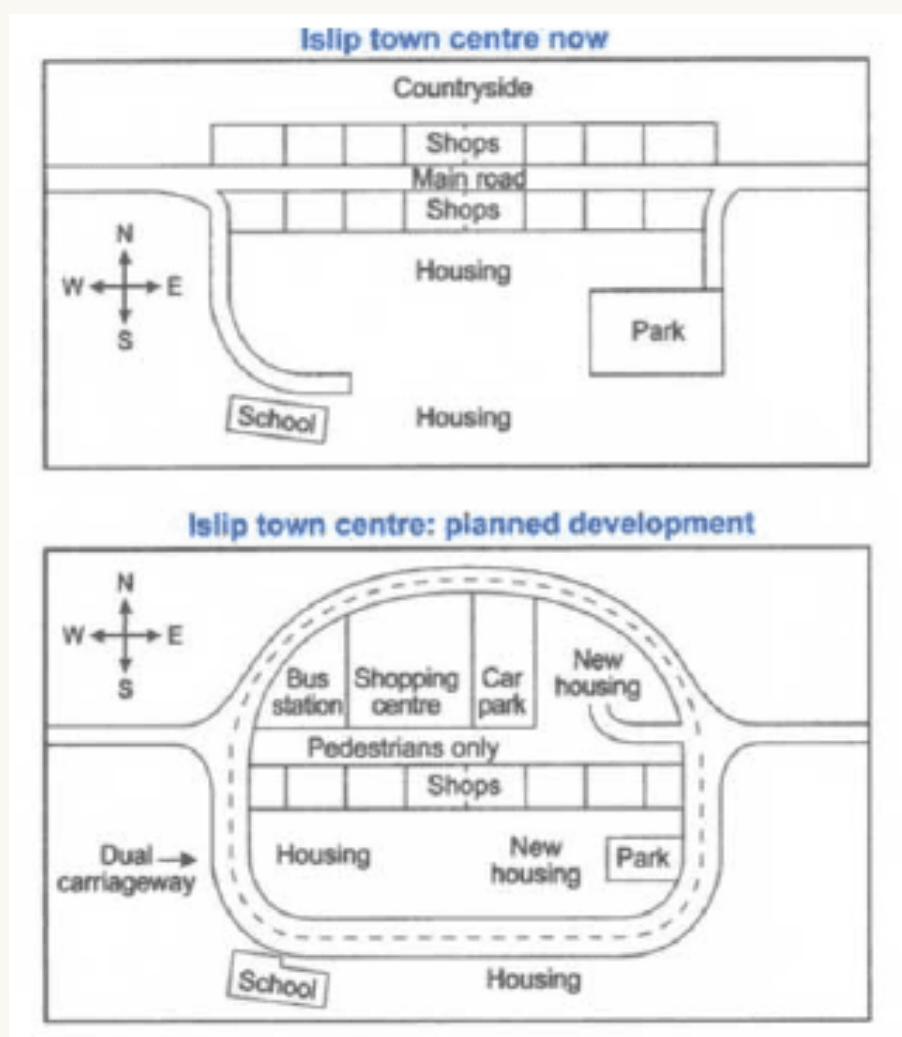 Islip town centre now
Countryside
Shops
Main road
Shops
N
W E
S
Housing
Park
School
Housing
Islip town centre: planned development
N
W E
S
Bus
station
Shopping
centre
Car
park
New
housing
Pedestrians only
Shops
Dual
carriageway
Housing
New
housing
Park
School
Housing